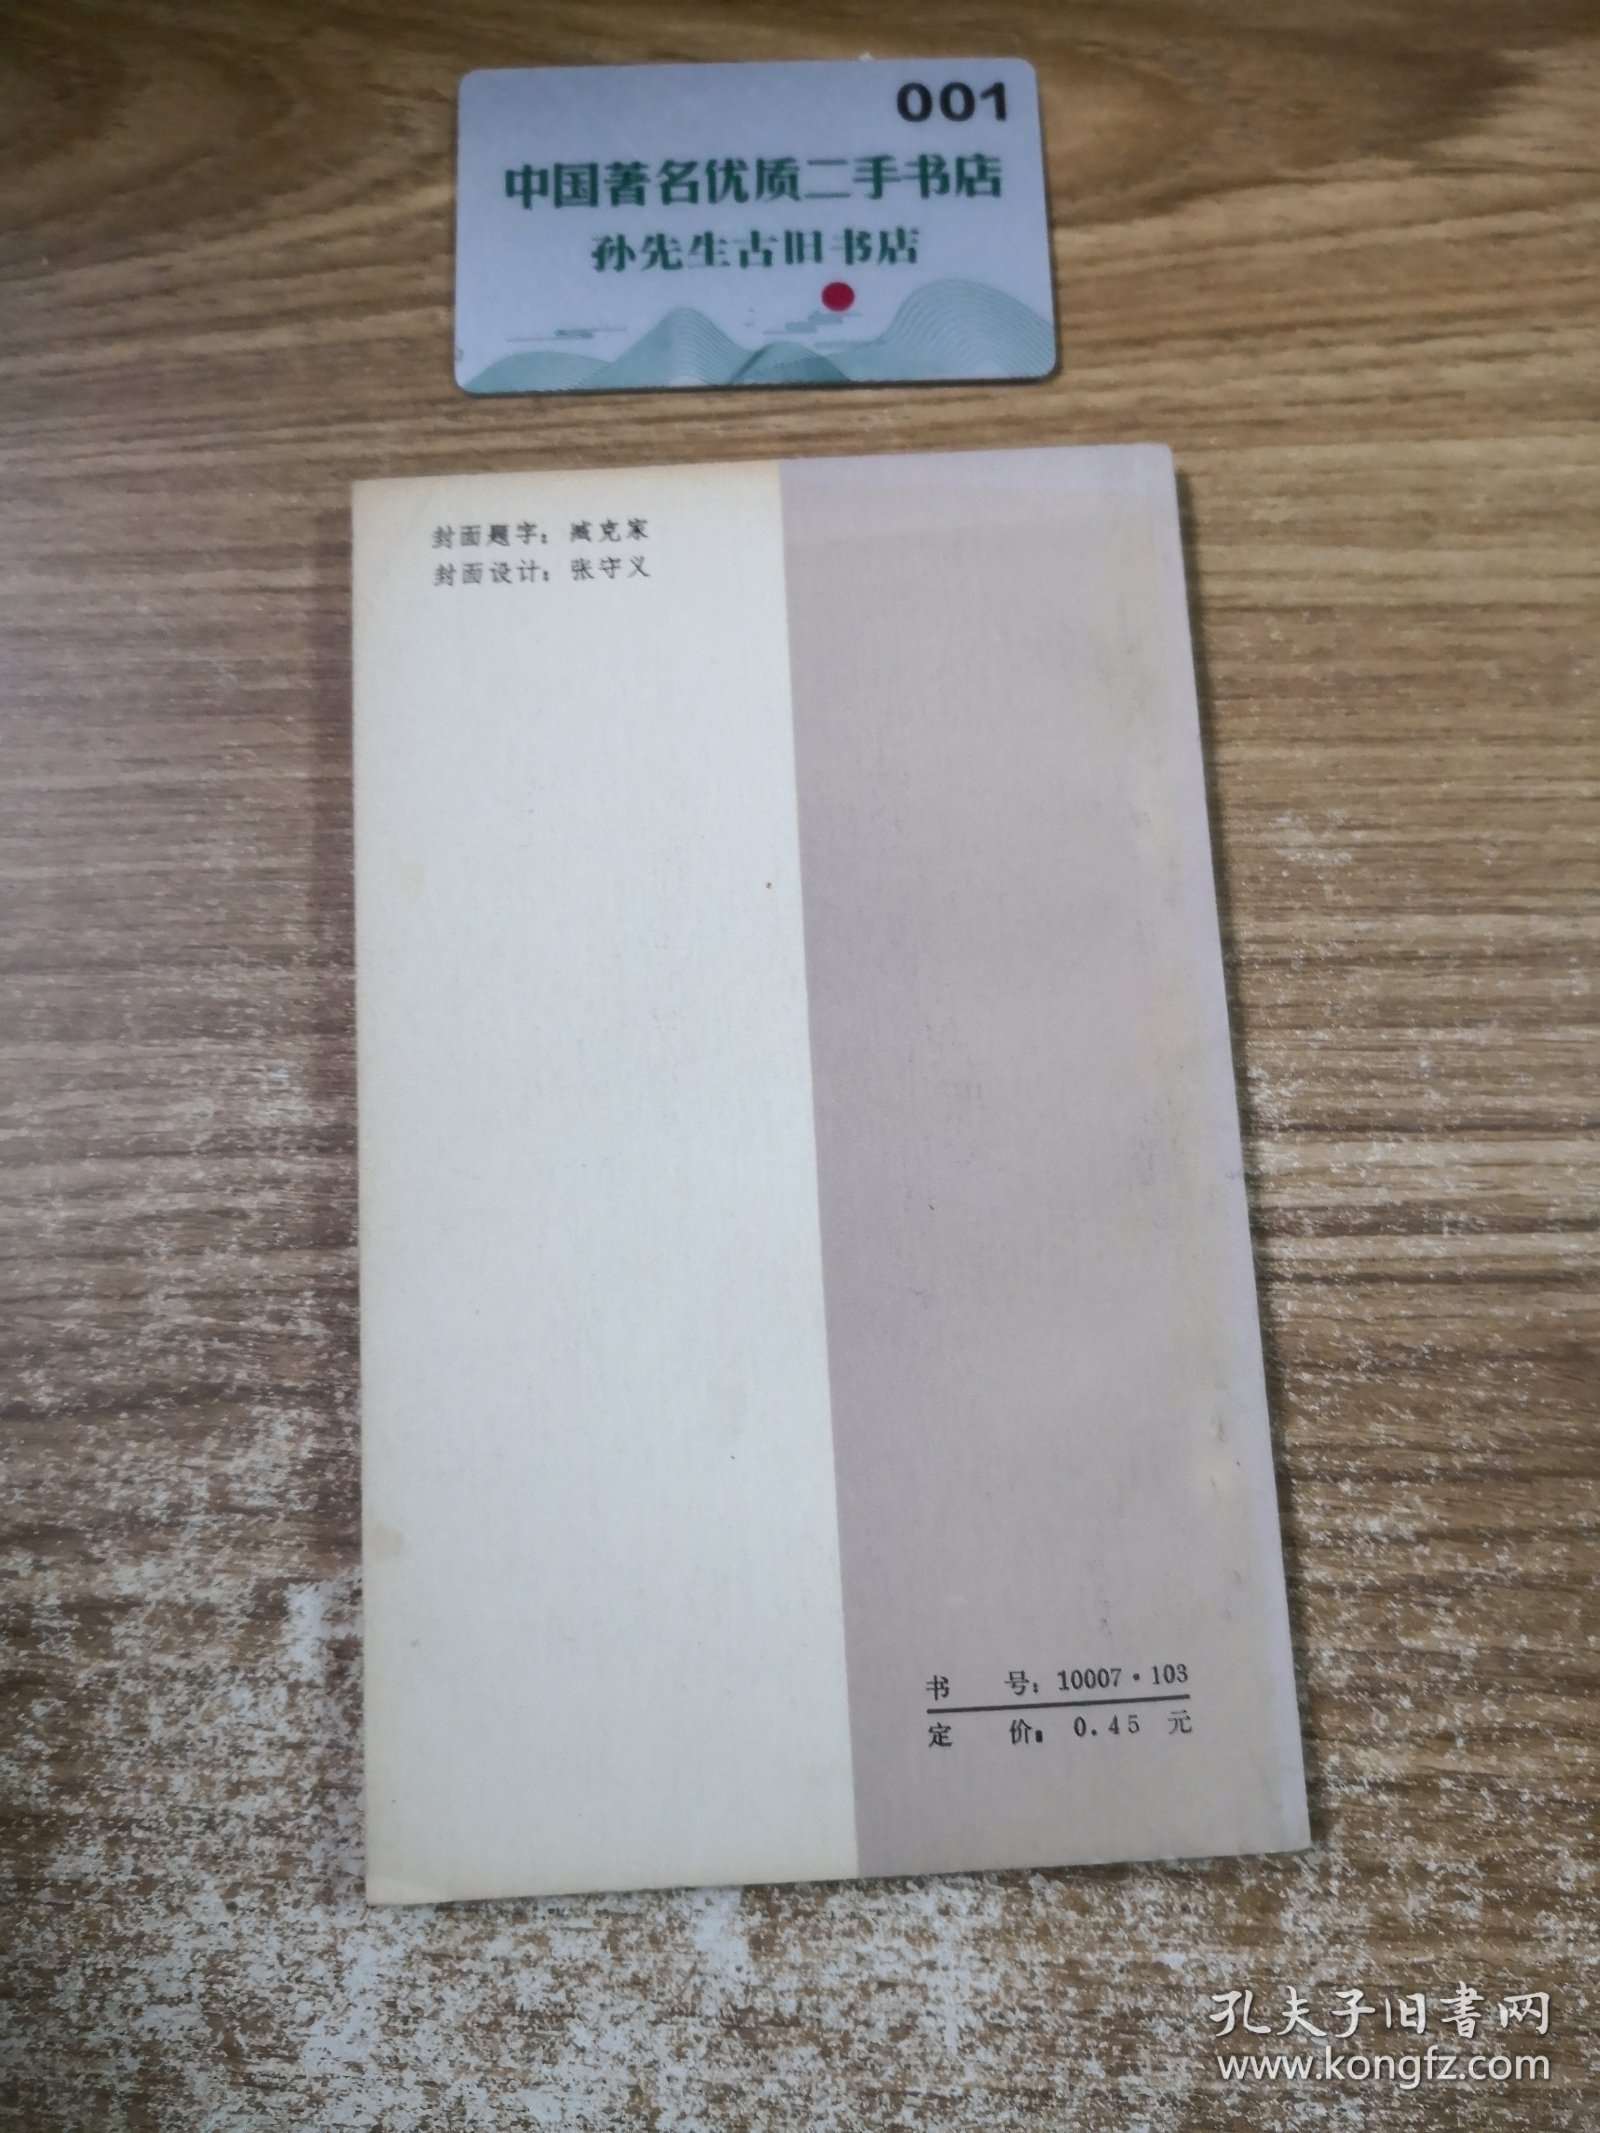 001
中国著名优质二手书店
孙先生古旧书店
封面题字：臧克家
封面设计：张守义
书 号：10007·103
定 价：0.45 元
孔夫子旧書网
www.kongfz.com